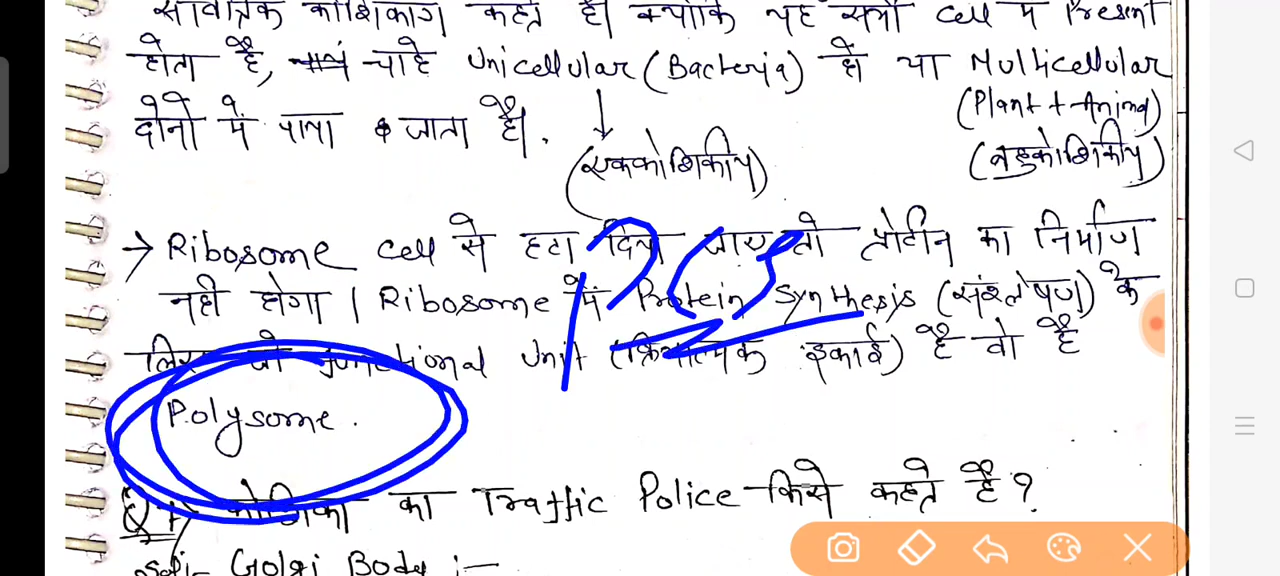 सार्वत्रिक कोशिकांग कहते हैं। क्योंकि यह सभी Cell में Present
होता है, चाहे Unicellular (Bacteria) हो या Multicellular
(Plant + Animal)
दोनों में पाया जाता है।
(एककोशिकीय)
(बहुकोशिकीय)
→ Ribosome Cell से हटा दिया जाए तो प्रोटीन का निर्माण
नही होगा | Ribosome में Protein Synthesis (संश्लेषण) के
लिए जो functional Unit (क्रियात्मक इकाई) है वो है
Polysome.
Q. कोशिका का Traffic Police किसे कहते हैं ?
Soln- Golgi Body :-